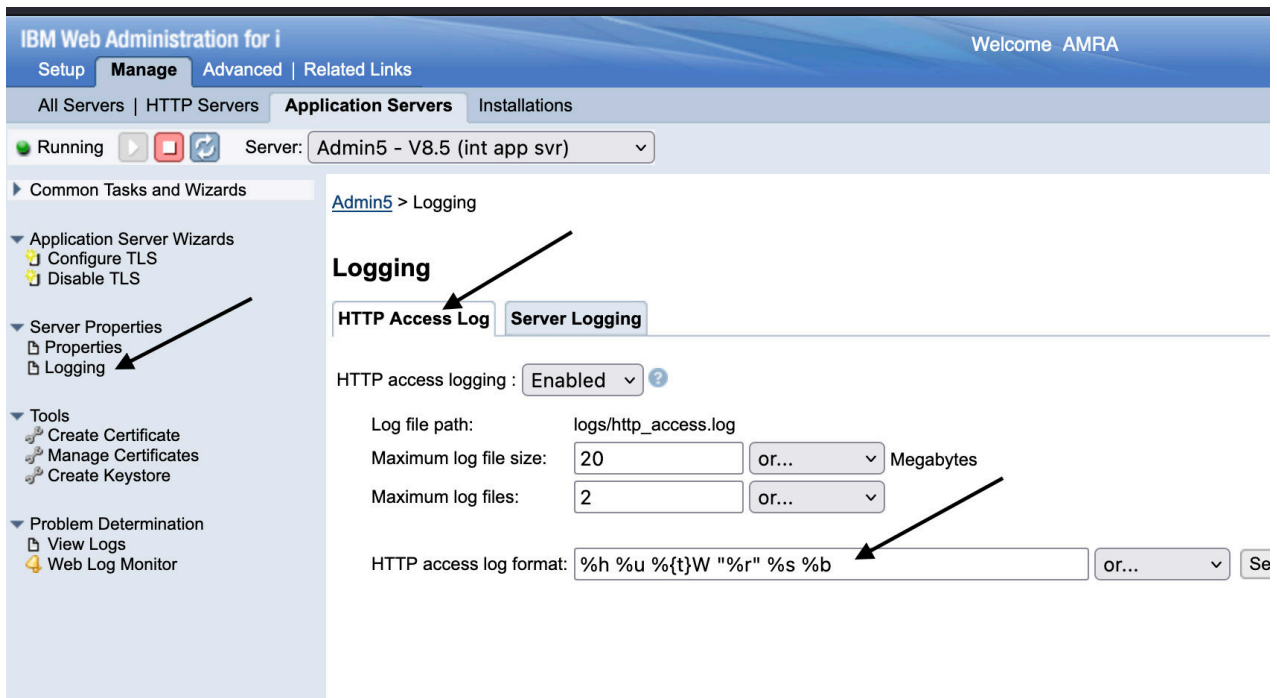 IBM Web Administration for i
Welcome AMRA
Setup Manage Advanced | Related Links
All Servers | HTTP Servers Application Servers Installations
Running Server: Admin5 - V8.5 (int app svr)
Common Tasks and Wizards
Application Server Wizards
Configure TLS
Disable TLS
Server Properties
Properties
Logging
Tools
Create Certificate
Manage Certificates
Create Keystore
Problem Determination
View Logs
Web Log Monitor
Admin5 > Logging
Logging
HTTP Access Log Server Logging
HTTP access logging : Enabled ?
Log file path: logs/http_access.log
Maximum log file size: 20 or... Megabytes
Maximum log files: 2 or...
HTTP access log format: %h %u %{t}W "%r" %s %b or... Se